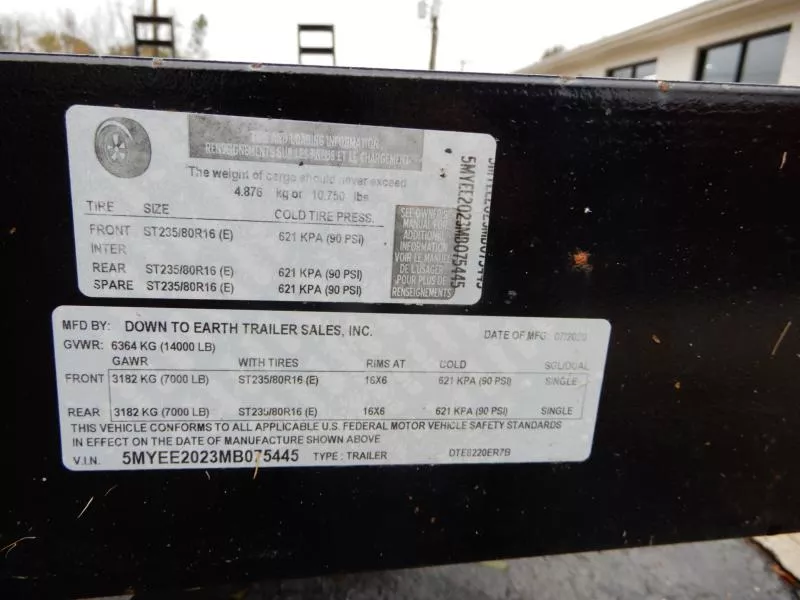 TIRE AND LOADING INFORMATION
RENSEIGNEMENTS SUR LES PNEUS ET LE CHARGEMENT
The weight of cargo should never exceed
4.876 kg or 10.750 lbs
TIRE SIZE COLD TIRE PRESS.
FRONT ST235/80R16 (E) 621 KPA (90 PSI)
INTER
REAR ST235/80R16 (E) 621 KPA (90 PSI)
SPARE ST235/80R16 (E) 621 KPA (90 PSI)
SEE OWNER'S
MANUAL FOR
ADDITIONAL
INFORMATION
VOIR LE MANUEL
DE L'USAGER
POUR PLUS DE
RENSEIGNEMENTS
5MYEE2023MB075445
5MYEE2023MB075445
MFD BY: DOWN TO EARTH TRAILER SALES, INC. DATE OF MFG: 07/2020
GVWR: 6364 KG (14000 LB)
GAWR WITH TIRES RIMS AT COLD SGL/DUAL
FRONT 3182 KG (7000 LB) ST235/80R16 (E) 16X6 621 KPA (90 PSI) SINGLE
REAR 3182 KG (7000 LB) ST235/80R16 (E) 16X6 621 KPA (90 PSI) SINGLE
THIS VEHICLE CONFORMS TO ALL APPLICABLE U.S. FEDERAL MOTOR VEHICLE SAFETY STANDARDS
IN EFFECT ON THE DATE OF MANUFACTURE SHOWN ABOVE
V.I.N. 5MYEE2023MB075445 TYPE: TRAILER DTE8220ER7B